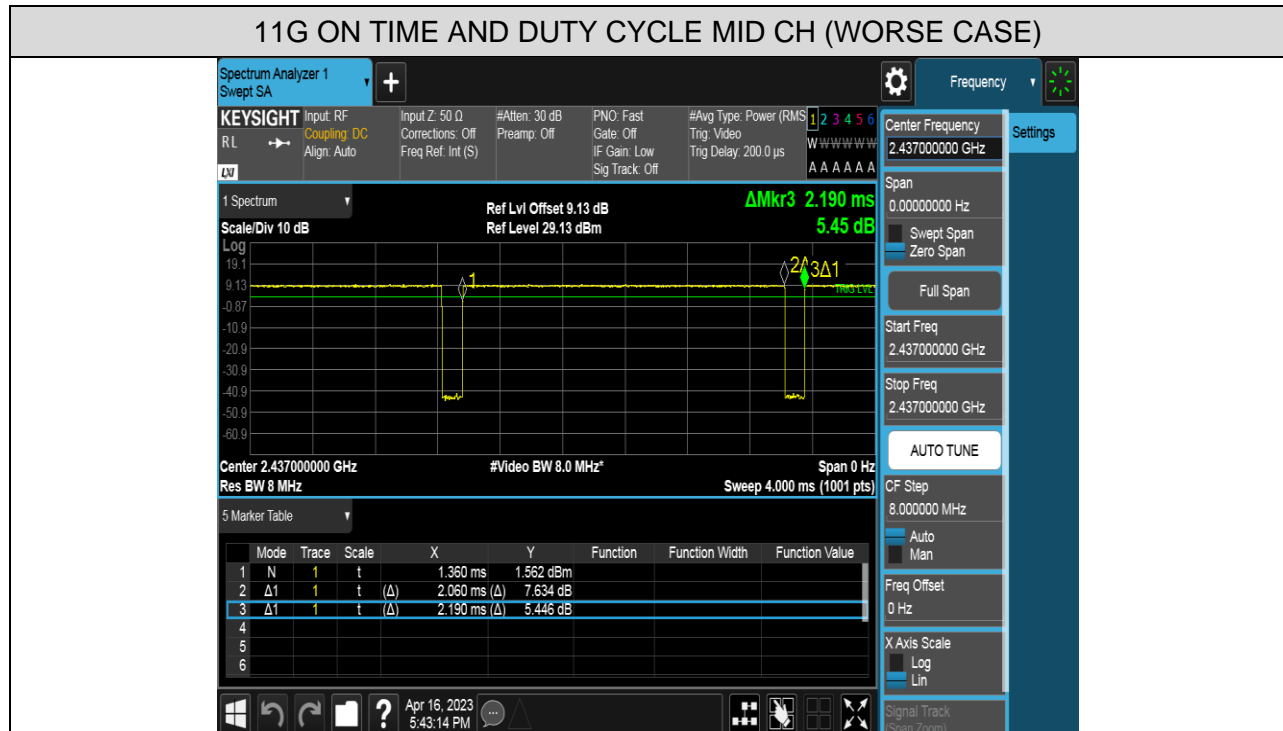 11G ON TIME AND DUTY CYCLE MID CH (WORSE CASE)
Spectrum Analyzer 1
Swept SA
+
Frequency
KEYSIGHT
RL
LXI
Input: RF
Coupling: DC
Align: Auto
Input Z: 50 Ω
Corrections: Off
Freq Ref: Int (S)
#Atten: 30 dB
Preamp: Off
PNO: Fast
Gate: Off
IF Gain: Low
Sig Track: Off
#Avg Type: Power (RMS
Trig: Video
Trig Delay: 200.0 µs
1 2 3 4 5 6
W W W W W W
A A A A A A
Center Frequency
2.437000000 GHz
Settings
1 Spectrum
Ref Lvl Offset 9.13 dB
ΔMkr3 2.190 ms
Scale/Div 10 dB
Ref Level 29.13 dBm
5.45 dB
Log
19.1
9.13
-0.87
-10.9
-20.9
-30.9
-40.9
-50.9
-60.9
1
2Δ
3Δ1
TRIG LVL
Center 2.437000000 GHz
#Video BW 8.0 MHz*
Span 0 Hz
Res BW 8 MHz
Sweep 4.000 ms (1001 pts)
Span
0.00000000 Hz
Swept Span
Zero Span
Full Span
Start Freq
2.437000000 GHz
Stop Freq
2.437000000 GHz
AUTO TUNE
CF Step
8.000000 MHz
Auto
Man
Freq Offset
0 Hz
X Axis Scale
Log
Lin
Signal Track
(Span Zoom)
5 Marker Table
Mode Trace Scale X Y Function Function Width Function Value
1 N 1 t 1.360 ms 1.562 dBm
2 Δ1 1 t (Δ) 2.060 ms (Δ) 7.634 dB
3 Δ1 1 t (Δ) 2.190 ms (Δ) 5.446 dB
4
5
6
?
Apr 16, 2023
5:43:14 PM